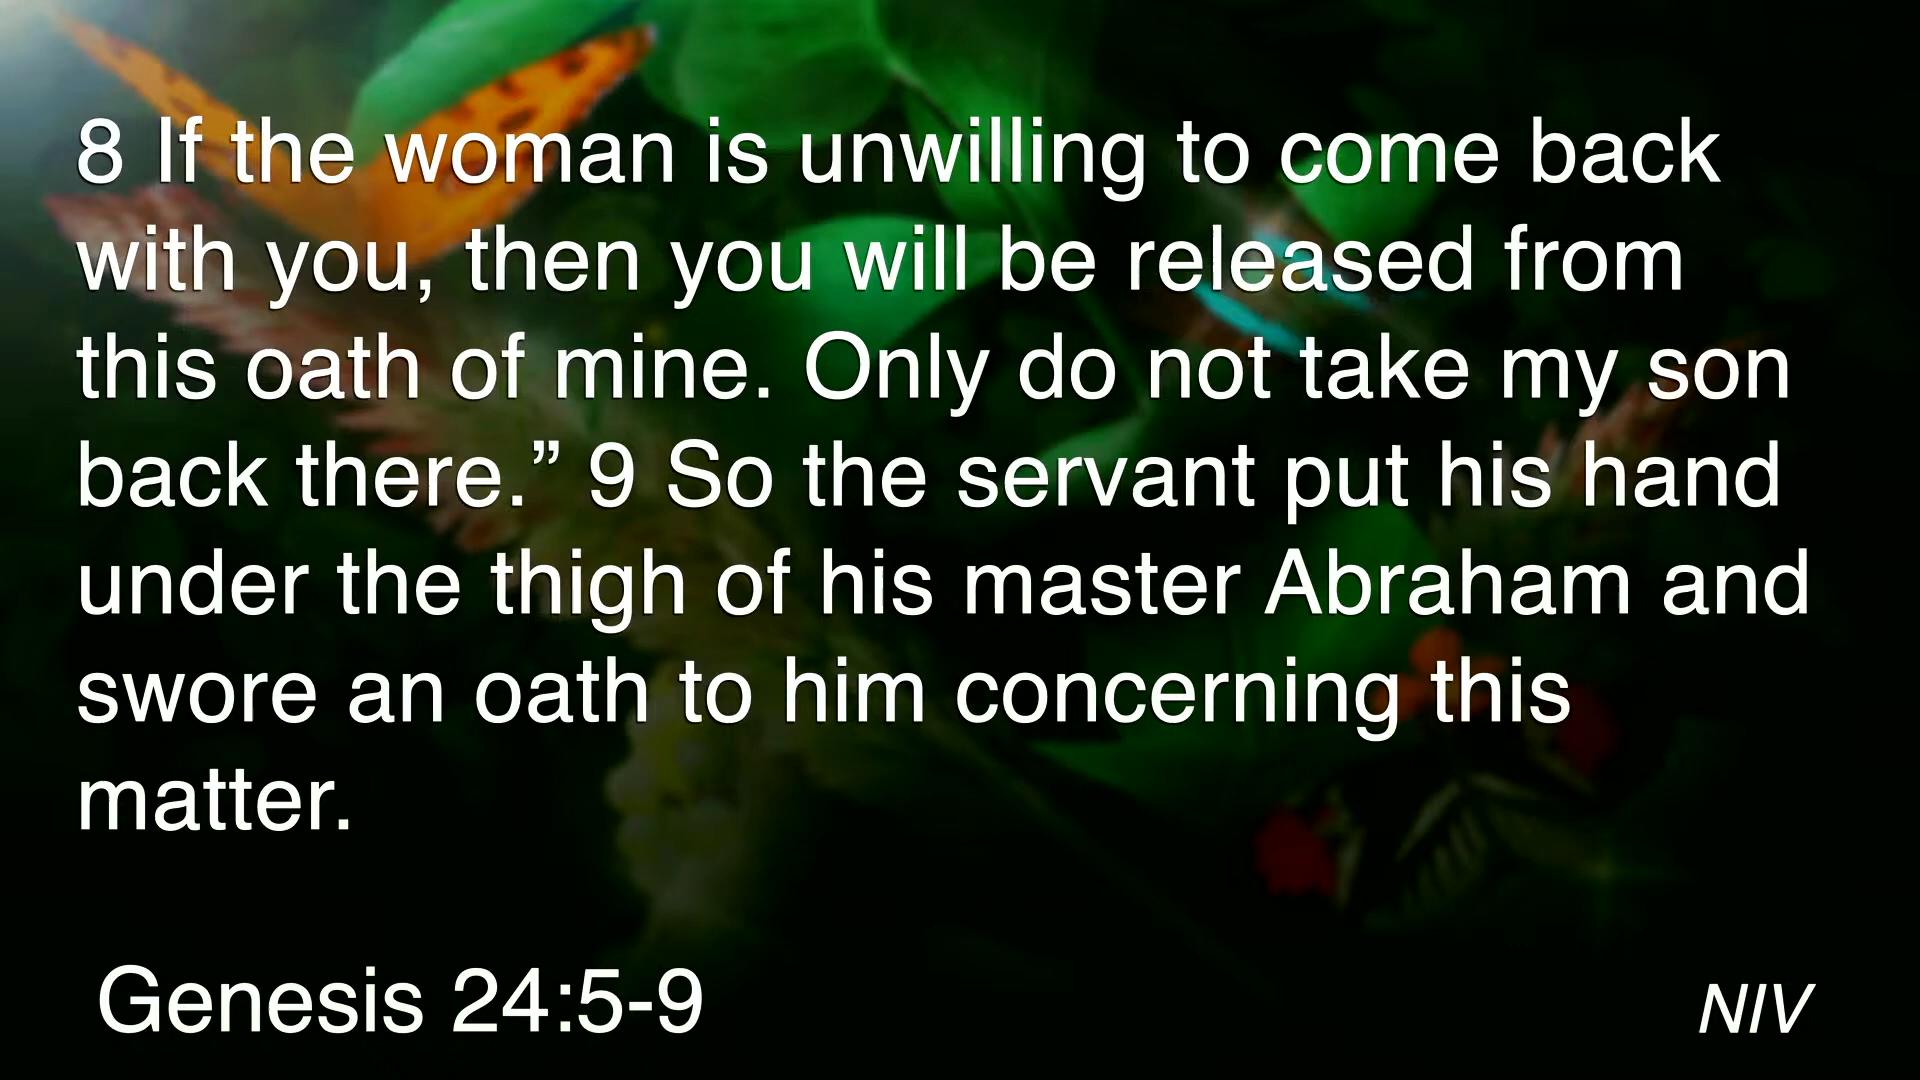 8 If the woman is unwilling to come back
with you, then you will be released from
this oath of mine. Only do not take my son
back there.” 9 So the servant put his hand
under the thigh of his master Abraham and
swore an oath to him concerning this
matter.
Genesis 24:5-9
NIV